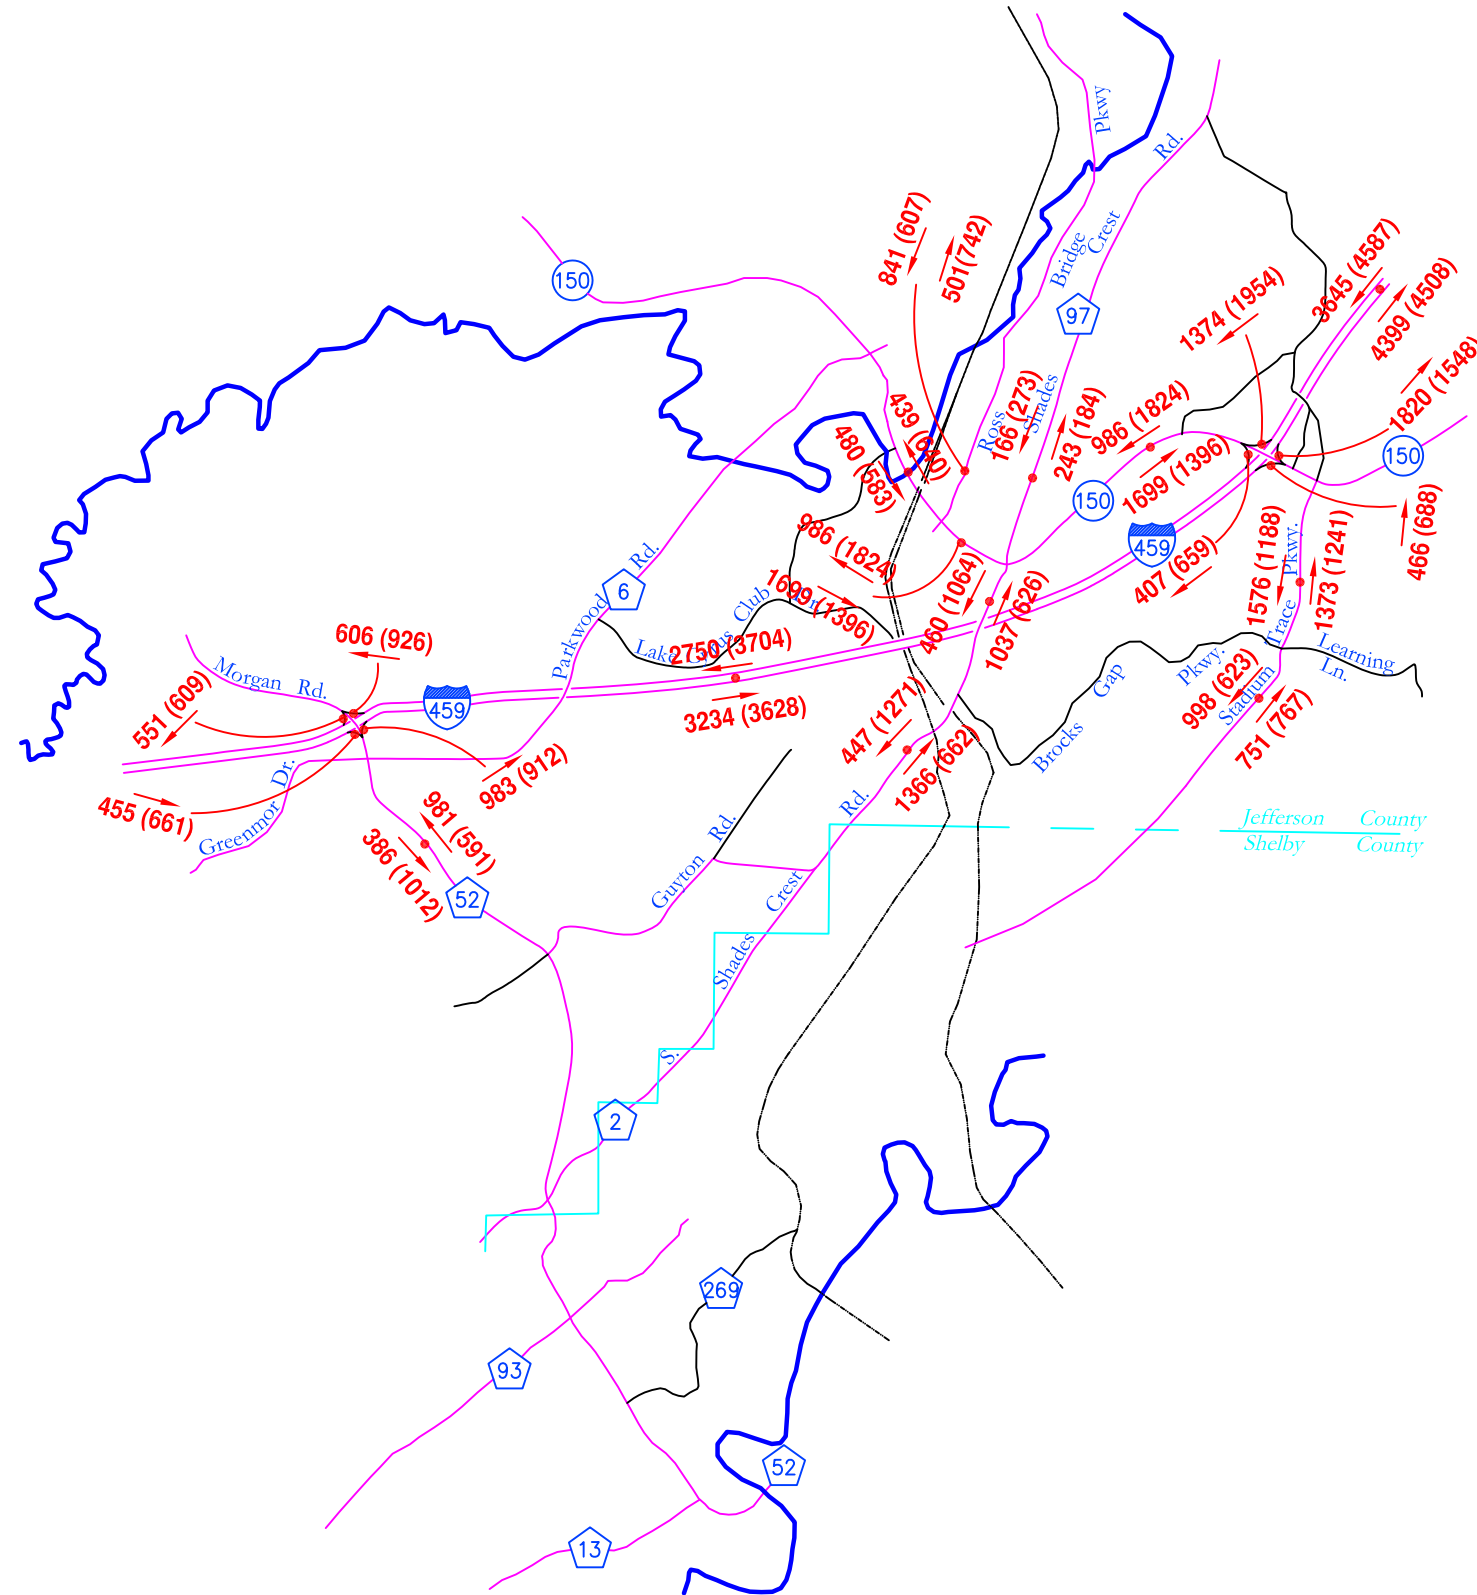 Pkwy
Rd.
841 (607)
501(742)
Bridge
Crest
150
97
3645 (4587)
4399 (4508)
1374 (1954)
1820 (1548)
Ross
Shades
166 (273)
243 (184)
986 (1824)
1699 (1396)
439 (640)
480 (583)
150
150
459
466 (688)
407 (659)
1576 (1188)
1373 (1241)
Pkwy.
Trace
Stadium
986 (1824)
1699 (1396)
460 (1064)
1037 (626)
6
Parkwood Rd.
Lake Cyrus Club Dr.
2750 (3704)
3234 (3628)
606 (926)
Morgan Rd.
551 (609)
459
455 (661)
983 (912)
Greenmor Dr.
981 (591)
386 (1012)
52
447 (1271)
1366 (662)
Brocks Gap Pkwy.
Learning
Ln.
998 (623)
751 (767)
Jefferson County
Shelby County
Guyton Rd.
S. Shades Crest Rd.
2
269
93
52
13